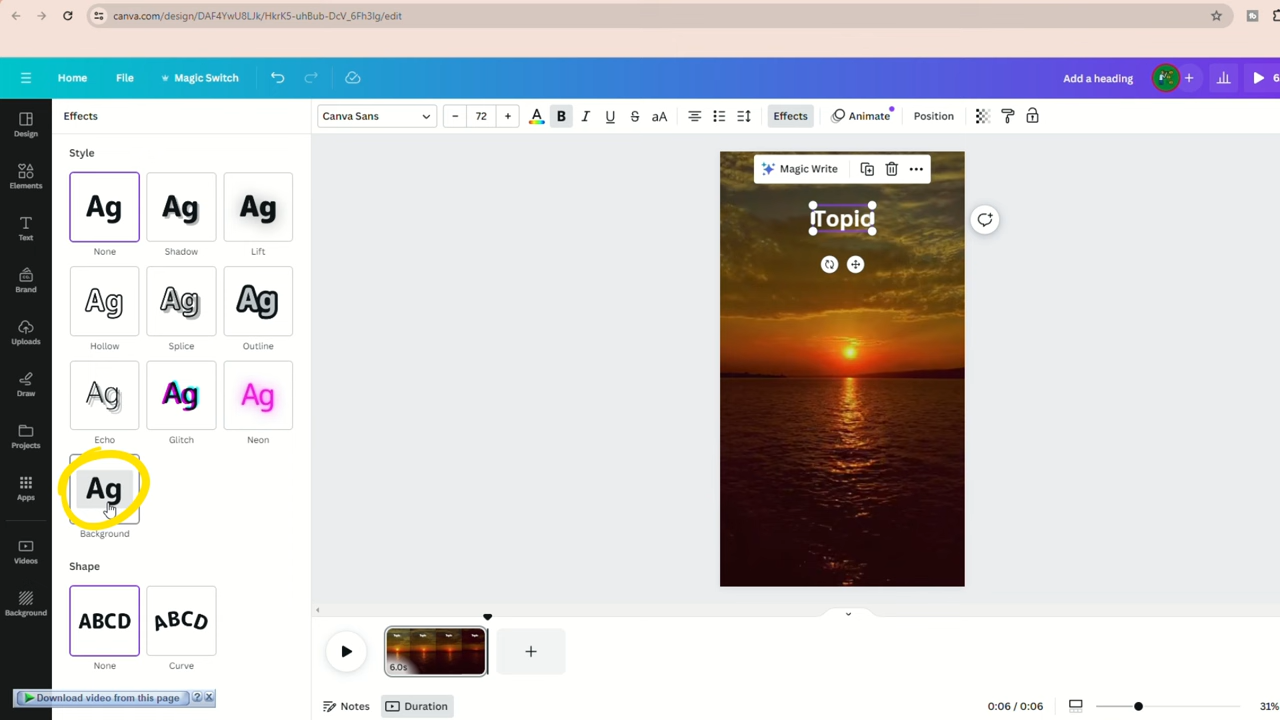 canva.com/design/DAF4YwU8LJk/HkrK5-uhBub-DcV_6Fh3lg/edit
Home File Magic Switch Add a heading
Design
Elements
Text
Brand
Uploads
Draw
Projects
Apps
Videos
Background
Effects
Style
Ag Ag Ag
None Shadow Lift
Ag Ag Ag
Hollow Splice Outline
Ag Ag Ag
Echo Glitch Neon
Ag
Background
Shape
ABCD ABCD
None Curve
Download video from this page ? X
Canva Sans − 72 + A B I U S aA Effects Animate Position
Magic Write
Topic
6.0s
Notes Duration 0:06 / 0:06 31%